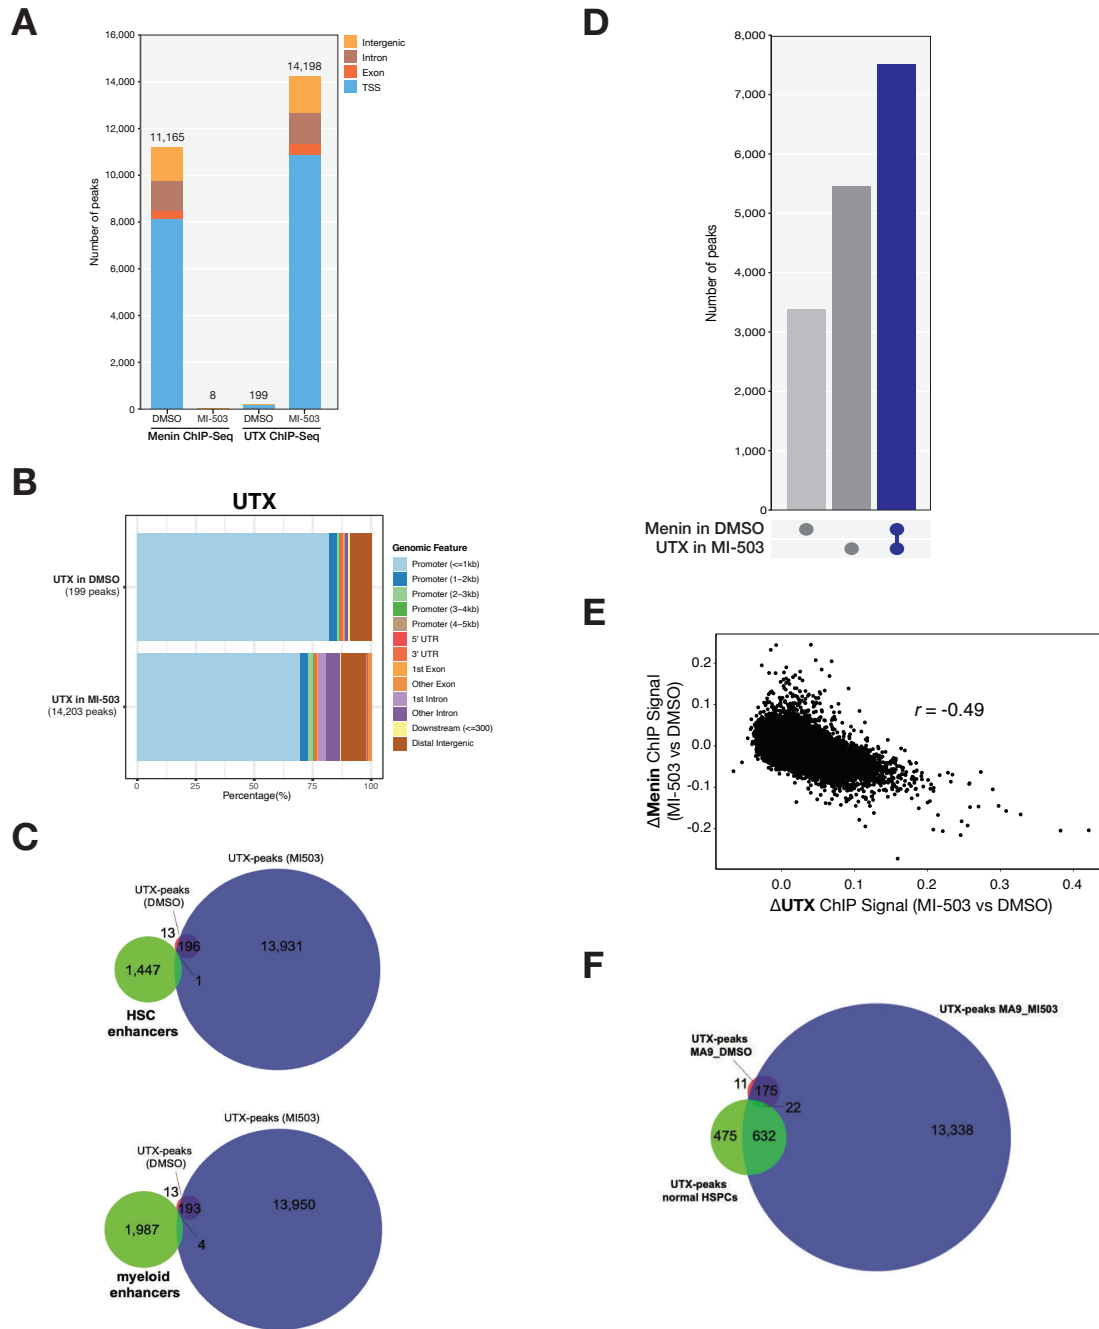 A
16,000
14,000
12,000
10,000
8,000
6,000
4,000
2,000
0
Number of peaks
11,165
8
199
14,198
Intergenic
Intron
Exon
TSS
DMSO
MI-503
DMSO
MI-503
Menin ChIP-Seq
UTX ChIP-Seq
B
UTX
UTX in DMSO
(199 peaks)
UTX in MI-503
(14,203 peaks)
0
25
50
75
100
Percentage(%)
Genomic Feature
Promoter (<=1kb)
Promoter (1-2kb)
Promoter (2-3kb)
Promoter (3-4kb)
Promoter (4-5kb)
5' UTR
3' UTR
1st Exon
Other Exon
1st Intron
Other Intron
Downstream (<=300)
Distal Intergenic
C
UTX-peaks (MI503)
UTX-peaks
(DMSO)
13
196
13,931
1,447
1
HSC
enhancers
UTX-peaks (MI503)
UTX-peaks
(DMSO)
13
193
13,950
1,987
4
myeloid
enhancers
D
8,000
7,000
6,000
5,000
4,000
3,000
2,000
1,000
0
Number of peaks
Menin in DMSO
UTX in MI-503
E
0.2
0.1
0.0
-0.1
-0.2
ΔMenin ChIP Signal
(MI-503 vs DMSO)
r = -0.49
0.0
0.1
0.2
0.3
0.4
ΔUTX ChIP Signal (MI-503 vs DMSO)
F
UTX-peaks MA9_MI503
UTX-peaks
MA9_DMSO
11
175
22
475
632
13,338
UTX-peaks
normal HSPCs